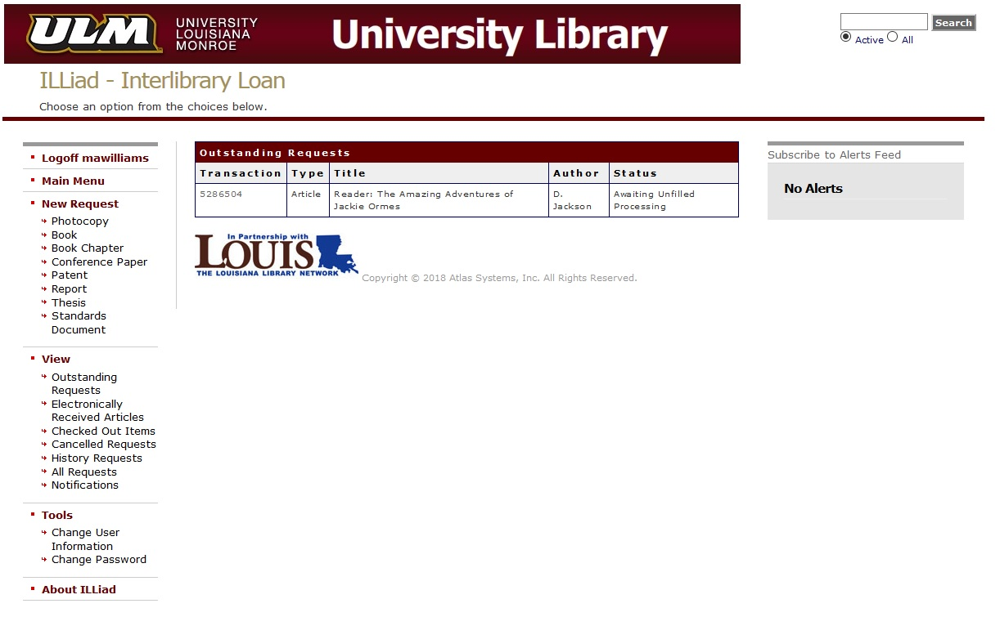 ULM
UNIVERSITY
LOUISIANA
MONROE
University Library
Search
Active All
ILLiad - Interlibrary Loan
Choose an option from the choices below.
Logoff mawilliams
Main Menu
New Request
Photocopy
Book
Book Chapter
Conference Paper
Patent
Report
Thesis
Standards
Document
View
Outstanding
Requests
Electronically
Received Articles
Checked Out Items
Cancelled Requests
History Requests
All Requests
Notifications
Tools
Change User
Information
Change Password
About ILLiad
Outstanding Requests
Transaction Type Title Author Status
5286504 Article Reader: The Amazing Adventures of D. Awaiting Unfilled
Jackie Ormes Jackson Processing
In Partnership with
LOUIS
THE LOUISIANA LIBRARY NETWORK
Copyright © 2018 Atlas Systems, Inc. All Rights Reserved.
Subscribe to Alerts Feed
No Alerts